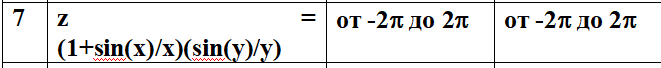 7 z = от -2π до 2π от -2π до 2π
(1+sin(x)/x)(sin(y)/y)